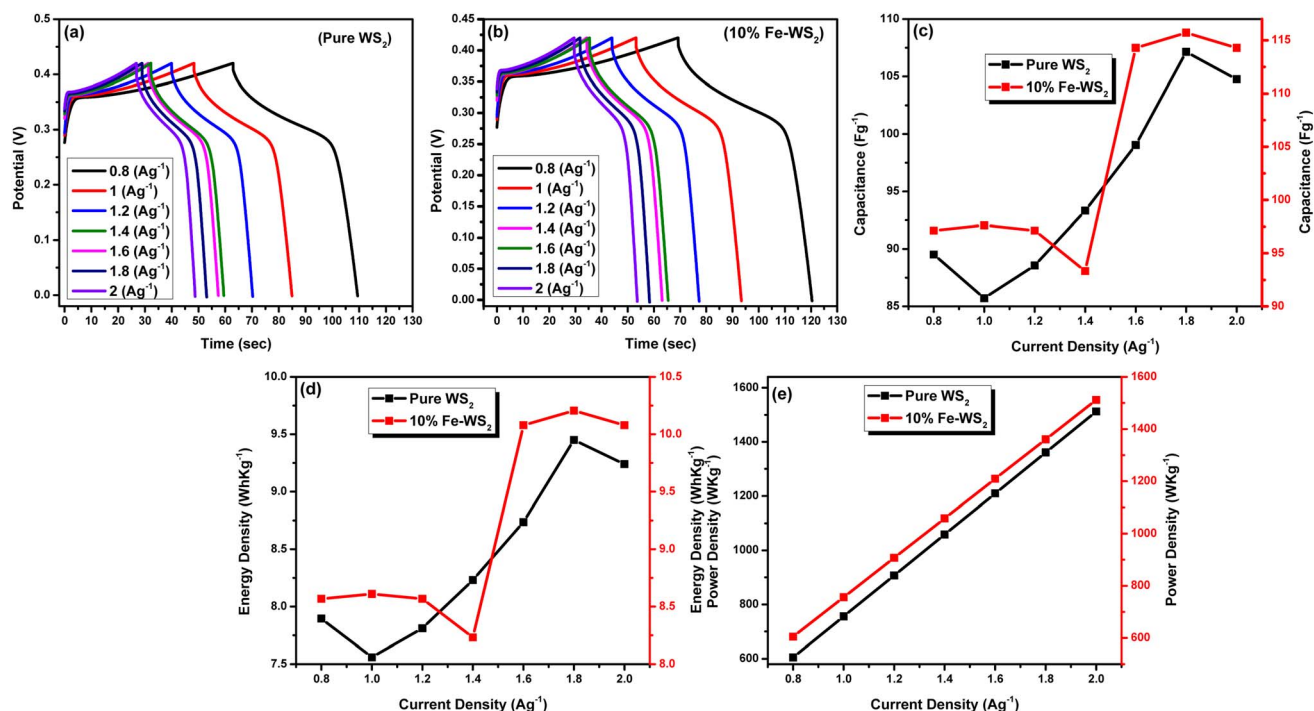 (a)
(Pure WS₂)
Potential (V)
0.5
0.4
0.3
0.2
0.1
0.0
0.8 (Ag⁻¹)
1 (Ag⁻¹)
1.2 (Ag⁻¹)
1.4 (Ag⁻¹)
1.6 (Ag⁻¹)
1.8 (Ag⁻¹)
2 (Ag⁻¹)
0 10 20 30 40 50 60 70 80 90 100 110 120 130
Time (sec)
(b)
(10% Fe-WS₂)
Potential (V)
0.45
0.40
0.35
0.30
0.25
0.20
0.15
0.10
0.05
0.00
0.8 (Ag⁻¹)
1 (Ag⁻¹)
1.2 (Ag⁻¹)
1.4 (Ag⁻¹)
1.6 (Ag⁻¹)
1.8 (Ag⁻¹)
2 (Ag⁻¹)
0 10 20 30 40 50 60 70 80 90 100 110 120 130
Time (sec)
(c)
Pure WS₂
10% Fe-WS₂
Capacitance (Fg⁻¹)
110
105
100
95
90
85
0.8 1.0 1.2 1.4 1.6 1.8 2.0
Current Density (Ag⁻¹)
115
110
105
100
95
90
Capacitance (Fg⁻¹)
(d)
Pure WS₂
10% Fe-WS₂
Energy Density (WhKg⁻¹)
10.0
9.5
9.0
8.5
8.0
7.5
0.8 1.0 1.2 1.4 1.6 1.8 2.0
Current Density (Ag⁻¹)
10.5
10.0
9.5
9.0
8.5
8.0
Energy Density (WhKg⁻¹)
(e)
Pure WS₂
10% Fe-WS₂
Power Density (WKg⁻¹)
1600
1400
1200
1000
800
600
0.8 1.0 1.2 1.4 1.6 1.8 2.0
Current Density (Ag⁻¹)
1600
1400
1200
1000
800
600
Power Density (WKg⁻¹)